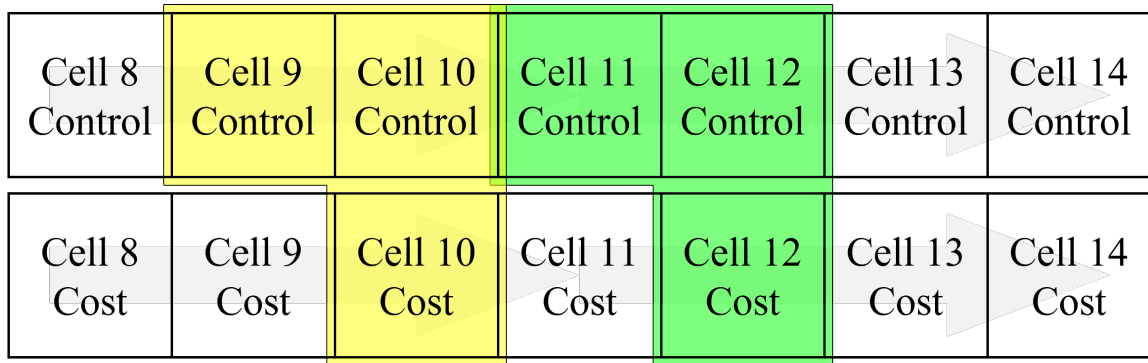 Cell 8 Cell 9 Cell 10 Cell 11 Cell 12 Cell 13 Cell 14
Control Control Control Control Control Control Control
Cell 8 Cell 9 Cell 10 Cell 11 Cell 12 Cell 13 Cell 14
Cost Cost Cost Cost Cost Cost Cost